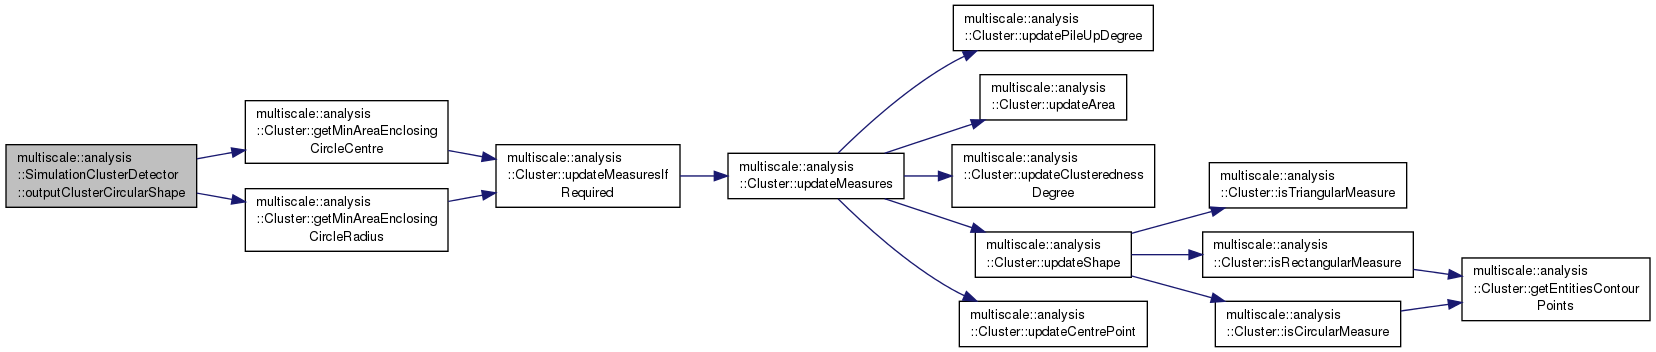 multiscale::analysis
::SimulationClusterDetector
::outputClusterCircularShape
multiscale::analysis
::Cluster::getMinAreaEnclosing
CircleCentre
multiscale::analysis
::Cluster::getMinAreaEnclosing
CircleRadius
multiscale::analysis
::Cluster::updateMeasuresIf
Required
multiscale::analysis
::Cluster::updateMeasures
multiscale::analysis
::Cluster::updatePileUpDegree
multiscale::analysis
::Cluster::updateArea
multiscale::analysis
::Cluster::updateClusteredness
Degree
multiscale::analysis
::Cluster::updateShape
multiscale::analysis
::Cluster::updateCentrePoint
multiscale::analysis
::Cluster::isTriangularMeasure
multiscale::analysis
::Cluster::isRectangularMeasure
multiscale::analysis
::Cluster::isCircularMeasure
multiscale::analysis
::Cluster::getEntitiesContour
Points